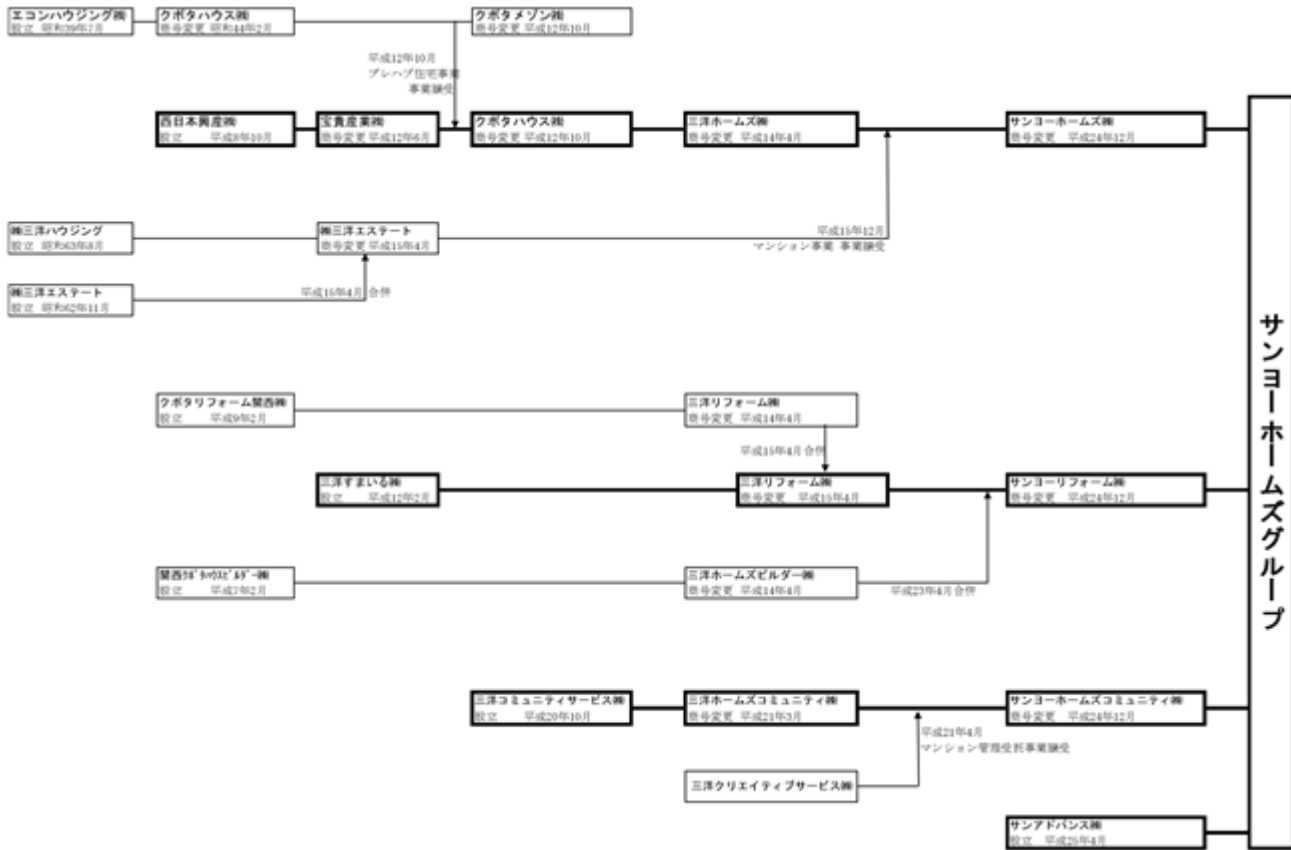 エコンハウジング㈱
設立 昭和39年7月
クボタハウス㈱
商号変更 昭和44年2月
クボタメゾン㈱
商号変更 平成12年10月
平成12年10月
プレハブ住宅事業
事業譲受
西日本興産㈱
設立 平成8年10月
宝貴産業㈱
商号変更 平成12年6月
クボタハウス㈱
商号変更 平成12年10月
三洋ホームズ㈱
商号変更 平成14年4月
サンヨーホームズ㈱
商号変更 平成24年12月
㈱三洋ハウジング
設立 昭和63年8月
㈱三洋エステート
商号変更 平成15年4月
平成15年12月
マンション事業 事業譲受
㈱三洋エステート
設立 昭和62年11月
平成15年4月 合併
クボタリフォーム関西㈱
設立 平成9年2月
三洋リフォーム㈱
商号変更 平成14年4月
平成15年4月 合併
三洋すまいる㈱
設立 平成12年2月
三洋リフォーム㈱
商号変更 平成15年4月
サンヨーリフォーム㈱
商号変更 平成24年12月
関西ｸﾎﾞﾀﾊｳｽﾋﾞﾙﾀﾞｰ㈱
設立 平成7年2月
三洋ホームズビルダー㈱
商号変更 平成14年4月
平成23年4月合併
三洋コミュニティサービス㈱
設立 平成20年10月
三洋ホームズコミュニティ㈱
商号変更 平成21年3月
サンヨーホームズコミュニティ㈱
商号変更 平成24年12月
平成21年4月
マンション管理受託事業譲受
三洋クリエイティブサービス㈱
サンアドバンス㈱
設立 平成25年4月
サンヨーホームズグループ